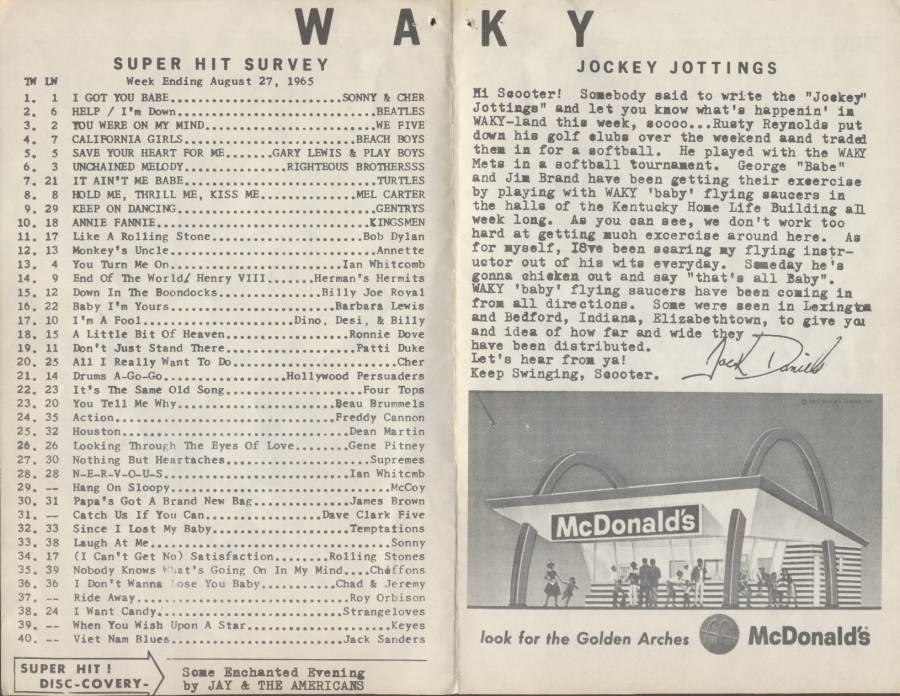 WAKY
SUPER HIT SURVEY
TW LW Week Ending August 27, 1965
1. 1 I GOT YOU BABE........................SONNY & CHER
2. 6 HELP / I'm Down........................BEATLES
3. 2 YOU WERE ON MY MIND........................WE FIVE
4. 7 CALIFORNIA GIRLS........................BEACH BOYS
5. 5 SAVE YOUR HEART FOR ME.......GARY LEWIS & PLAY BOYS
6. 3 UNCHAINED MELODY...............RIGHTEOUS BROTHERSSS
7. 21 IT AIN'T ME BABE........................TURTLES
8. 8 HOLD ME, THRILL ME, KISS ME..............MEL CARTER
9. 29 KEEP ON DANCING........................GENTRYS
10. 18 ANNIE FANNIE........................KINGSMEN
11. 17 Like A Rolling Stone......................Bob Dylan
12. 13 Monkey's Uncle........................Annette
13. 4 You Turn Me On........................Ian Whitcomb
14. 9 End Of The World/ Henry VIII.......Herman's Hermits
15. 12 Down In The Boondocks...............Billy Joe Royal
16. 22 Baby I'm Yours........................Barbara Lewis
17. 10 I'm A Fool......................Dino, Desi, & Billy
18. 15 A Little Bit Of Heaven..................Ronnie Dove
19. 11 Don't Just Stand There...................Patti Duke
20. 25 All I Really Want To Do........................Cher
21. 14 Drums A-Go-Go..................Hollywood Persuaders
22. 23 It's The Same Old Song....................Four Tops
23. 20 You Tell Me Why........................Beau Brummels
24. 35 Action........................Freddy Cannon
25. 32 Houston........................Dean Martin
26. 26 Looking Through The Eyes Of Love........Gene Pitney
27. 30 Nothing But Heartaches.....................Supremes
28. 28 N-E-R-V-O-U-S........................Ian Whitcmb
29. -- Hang On Sloopy........................McCoy
30. 31 Papa's Got A Brand New Bag..............James Brown
31. -- Catch Us If You Can.................Dave Clark Five
32. 33 Since I Lost My Baby....................Temptations
33. 38 Laugh At Me........................Sonny
34. 17 (I Can't Get No) Satisfaction........Rolling Stones
35. 39 Nobody Knows What's Going On In My Mind....Cheffons
36. 36 I Don't Wanna Lose You Baby...........Chad & Jeremy
37. -- Ride Away........................Roy Orbison
38. 24 I Want Candy........................Strangeloves
39. -- When You Wish Upon A Star.....................Keyes
40. -- Viet Nam Blues........................Jack Sanders
SUPER HIT!
DISC-COVERY-
Some Enchanted Evening
by JAY & THE AMERICANS
JOCKEY JOTTINGS
Hi Scooter! Somebody said to write the "Jockey
Jottings" and let you know what's happenin' in
WAKY-land this week, soooo...Rusty Reynolds put
down his golf clubs over the weekend aand traded
them in for a softball. He played with the WAKY
Mets in a softball tournament. George "Babe"
and Jim Brand have been getting their exercise
by playing with WAKY 'baby' flying saucers in
the halls of the Kentucky Home Life Building all
week long. As you can see, we don't work too
hard at getting much excercise around here. As
for myself, I8ve been scaring my flying instr-
uctor out of his wits everyday. Someday he's
gonna chicken out and say "that's all Baby".
WAKY 'baby' flying saucers have been coming in
from all directions. Some were seen in Lexington
and Bedford, Indiana, Elizabethtown, to give you
and idea of how far and wide they
have been distributed.
Let's hear from ya!
Keep Swinging, Scooter.
Jack Daniels
McDonald's
look for the Golden Arches McDonald's